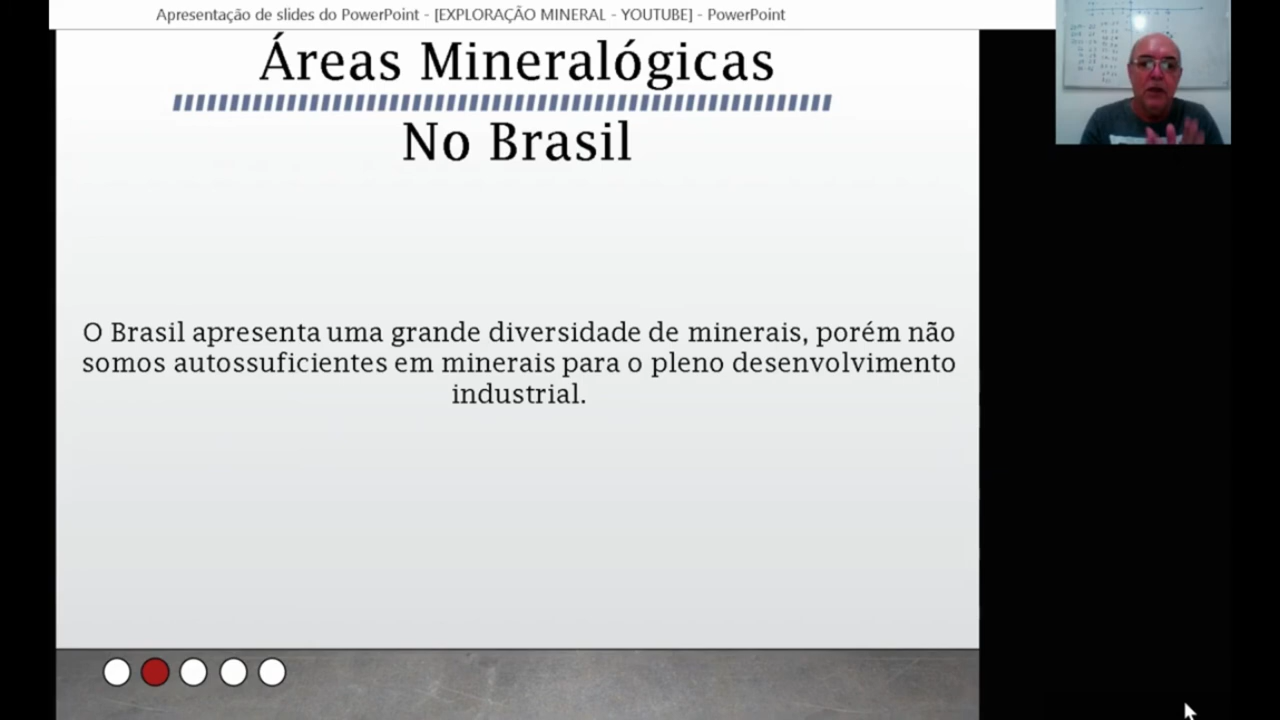 Apresentação de slides do PowerPoint - [EXPLORAÇÃO MINERAL - YOUTUBE] - PowerPoint
Áreas Mineralógicas
No Brasil
O Brasil apresenta uma grande diversidade de minerais, porém não
somos autossuficientes em minerais para o pleno desenvolvimento
industrial.